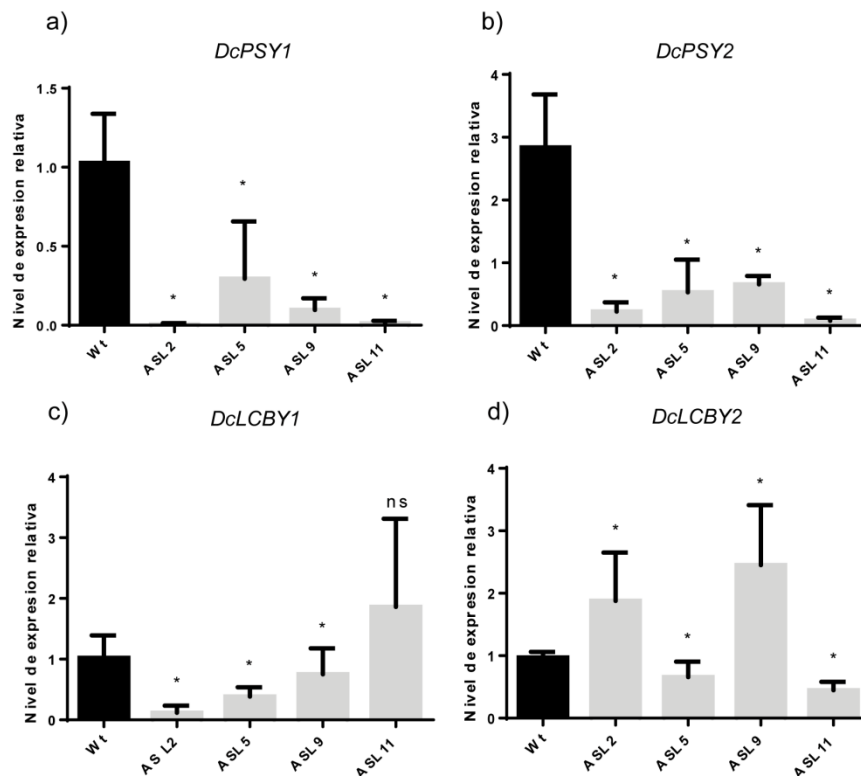 a)
DcPSY1
Nivel de expresion relativa
1.5
1.0
0.5
0.0
*
*
*
*
Wt
ASL2
ASL5
ASL9
ASL11
b)
DcPSY2
Nivel de expresion relativa
4
3
2
1
0
*
*
*
*
Wt
ASL2
ASL5
ASL9
ASL11
c)
DcLCBY1
Nivel de expresion relativa
4
3
2
1
0
*
*
*
ns
Wt
ASL2
ASL5
ASL9
ASL11
d)
DcLCBY2
Nivel de expresion relativa
4
3
2
1
0
*
*
*
*
Wt
ASL2
ASL5
ASL9
ASL11